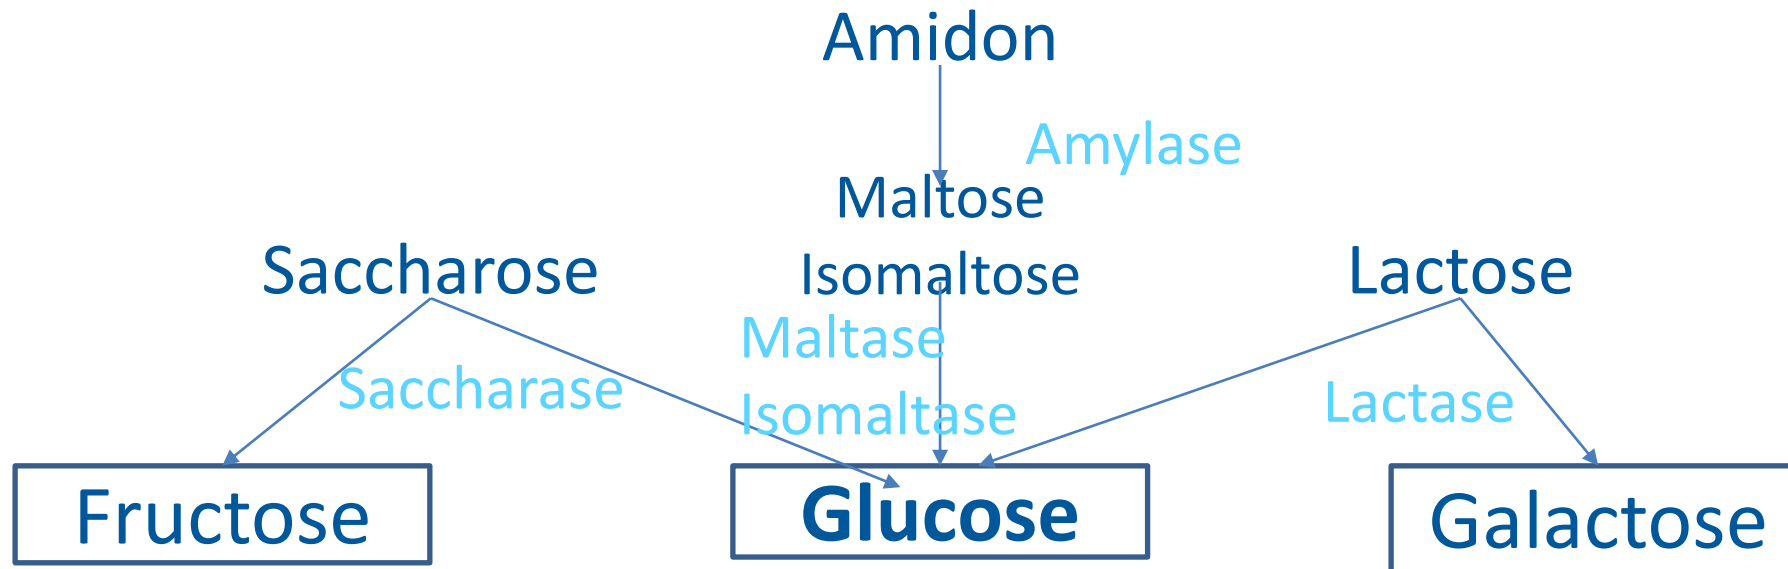 Amidon
Amylase
Maltose
Saccharose
Isomaltose
Lactose
Maltase
Saccharase
Isomaltase
Lactase
Fructose
Glucose
Galactose